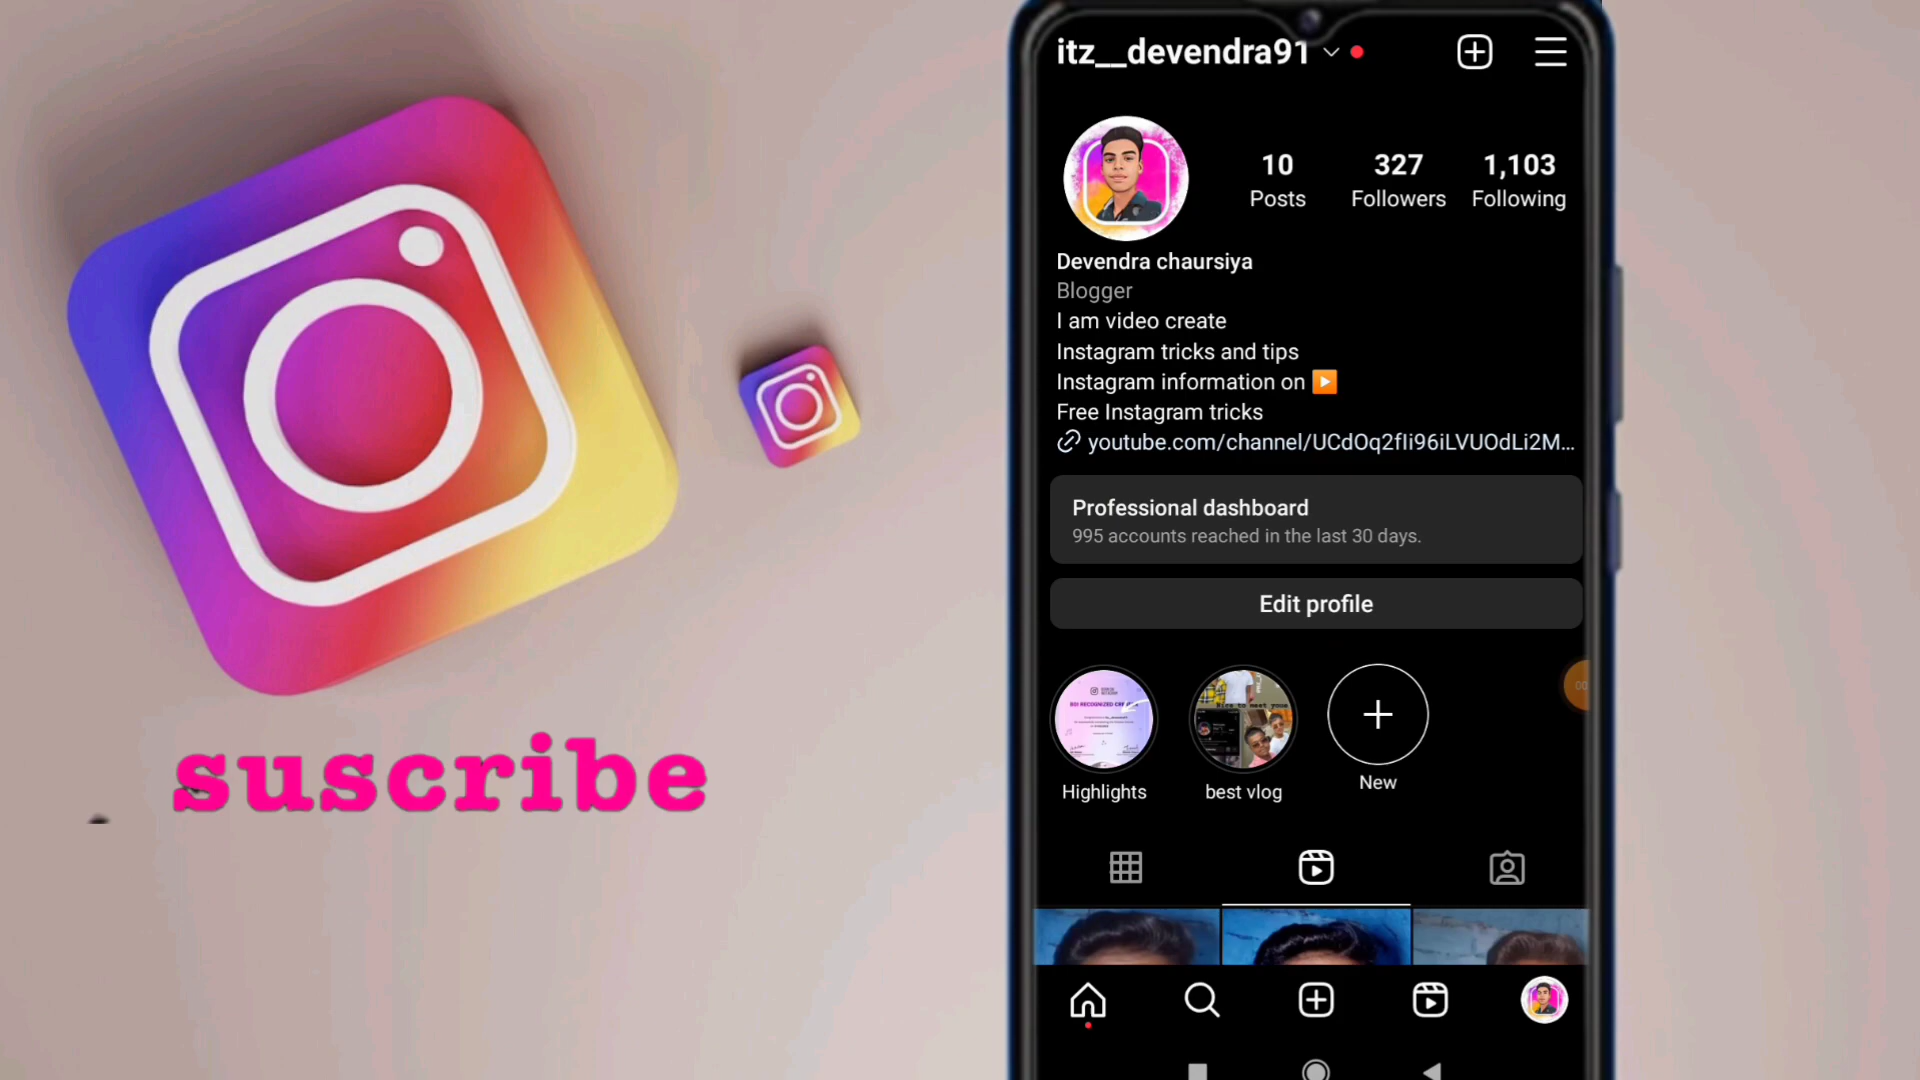 itz__devendra91
10 Posts
327 Followers
1,103 Following
Devendra chaursiya
Blogger
I am video create
Instagram tricks and tips
Instagram information on ▶️
Free Instagram tricks
youtube.com/channel/UCdOq2fIi96iLVUOdLi2M...
Professional dashboard
995 accounts reached in the last 30 days.
Edit profile
Highlights
best vlog
New
suscribe